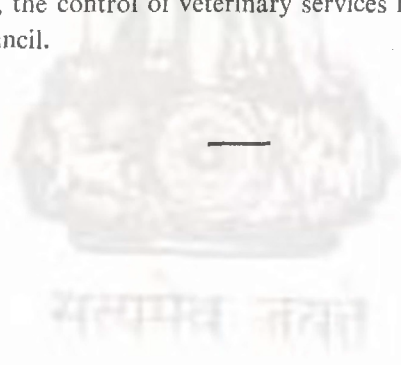 , the control of veterinary services
ncil.
सत्यमेव जयते